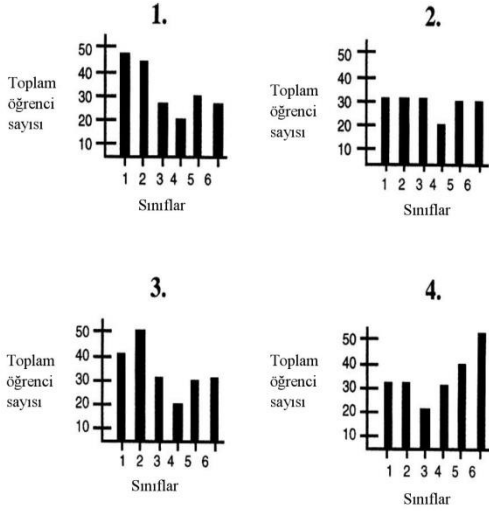 1.
50
40
30
20
10
Toplam
öğrenci
sayısı
1 2 3 4 5 6
Sınıflar
2.
50
40
30
20
10
Toplam
öğrenci
sayısı
1 2 3 4 5 6
Sınıflar
3.
50
40
30
20
10
Toplam
öğrenci
sayısı
1 2 3 4 5 6
Sınıflar
4.
50
40
30
20
10
Toplam
öğrenci
sayısı
1 2 3 4 5 6
Sınıflar